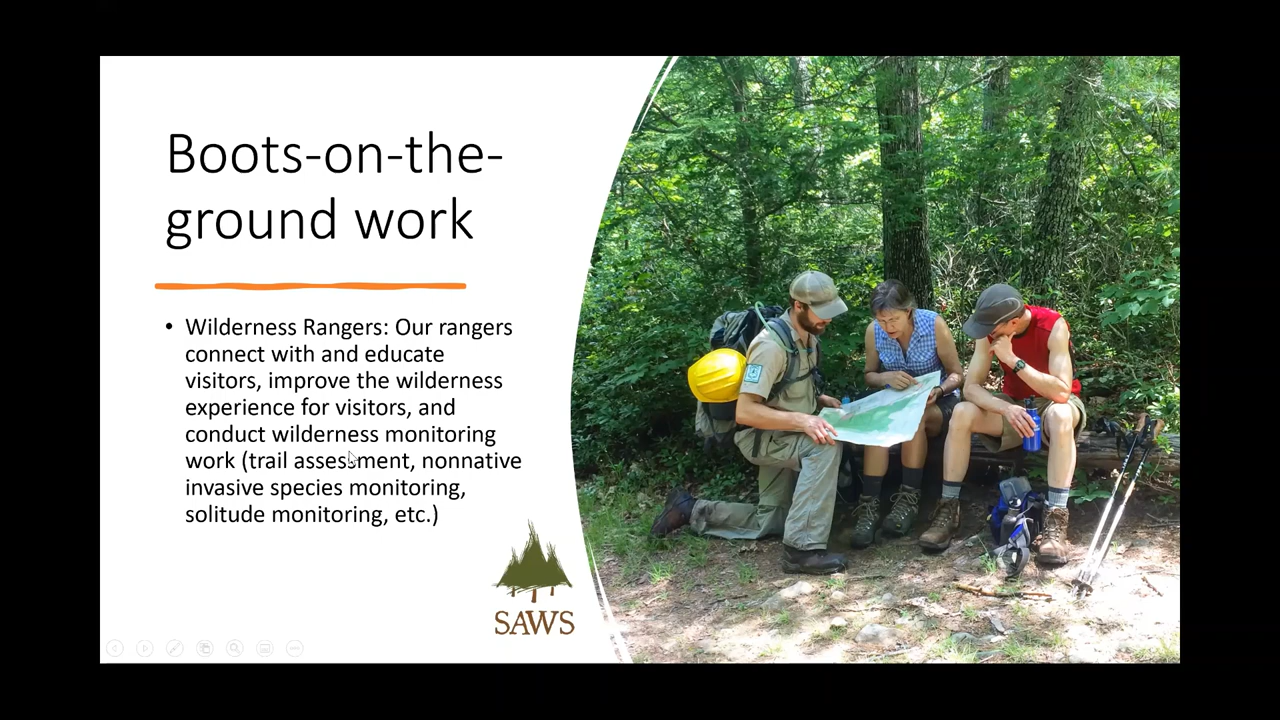 Boots-on-the-
ground work
• Wilderness Rangers: Our rangers
connect with and educate
visitors, improve the wilderness
experience for visitors, and
conduct wilderness monitoring
work (trail assessment, nonnative
invasive species monitoring,
solitude monitoring, etc.)
SAWS